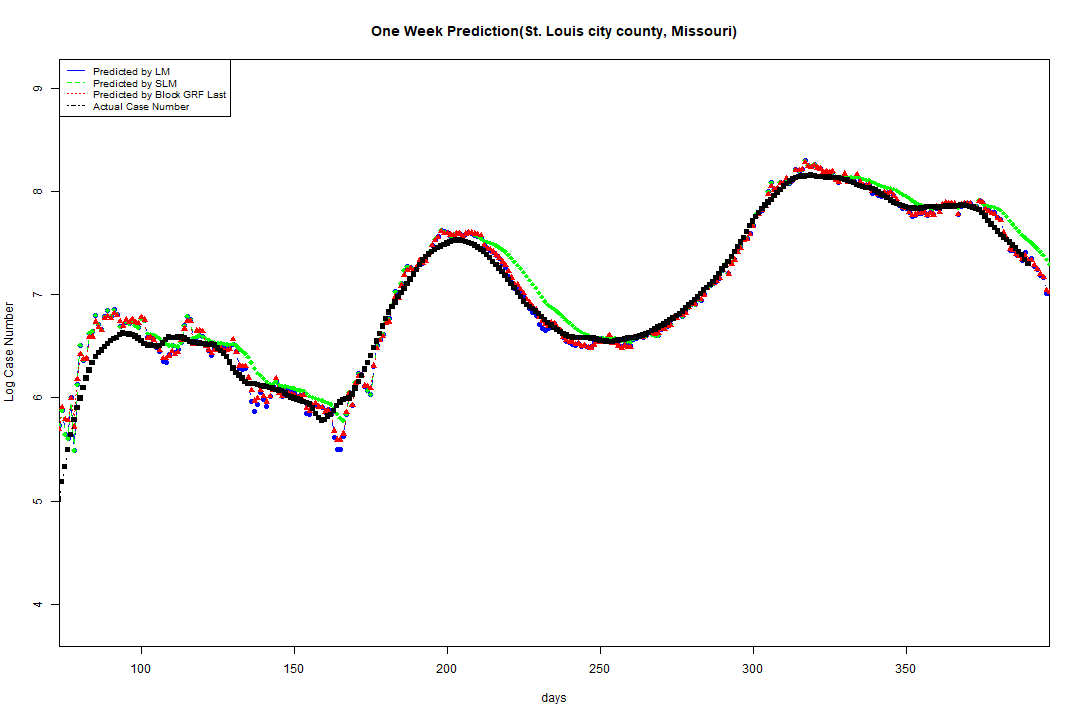 One Week Prediction(St. Louis city county, Missouri)
Predicted by LM
Predicted by SLM
Predicted by Block GRF Last
Actual Case Number
9
8
7
6
5
4
Log Case Number
100 150 200 250 300 350
days